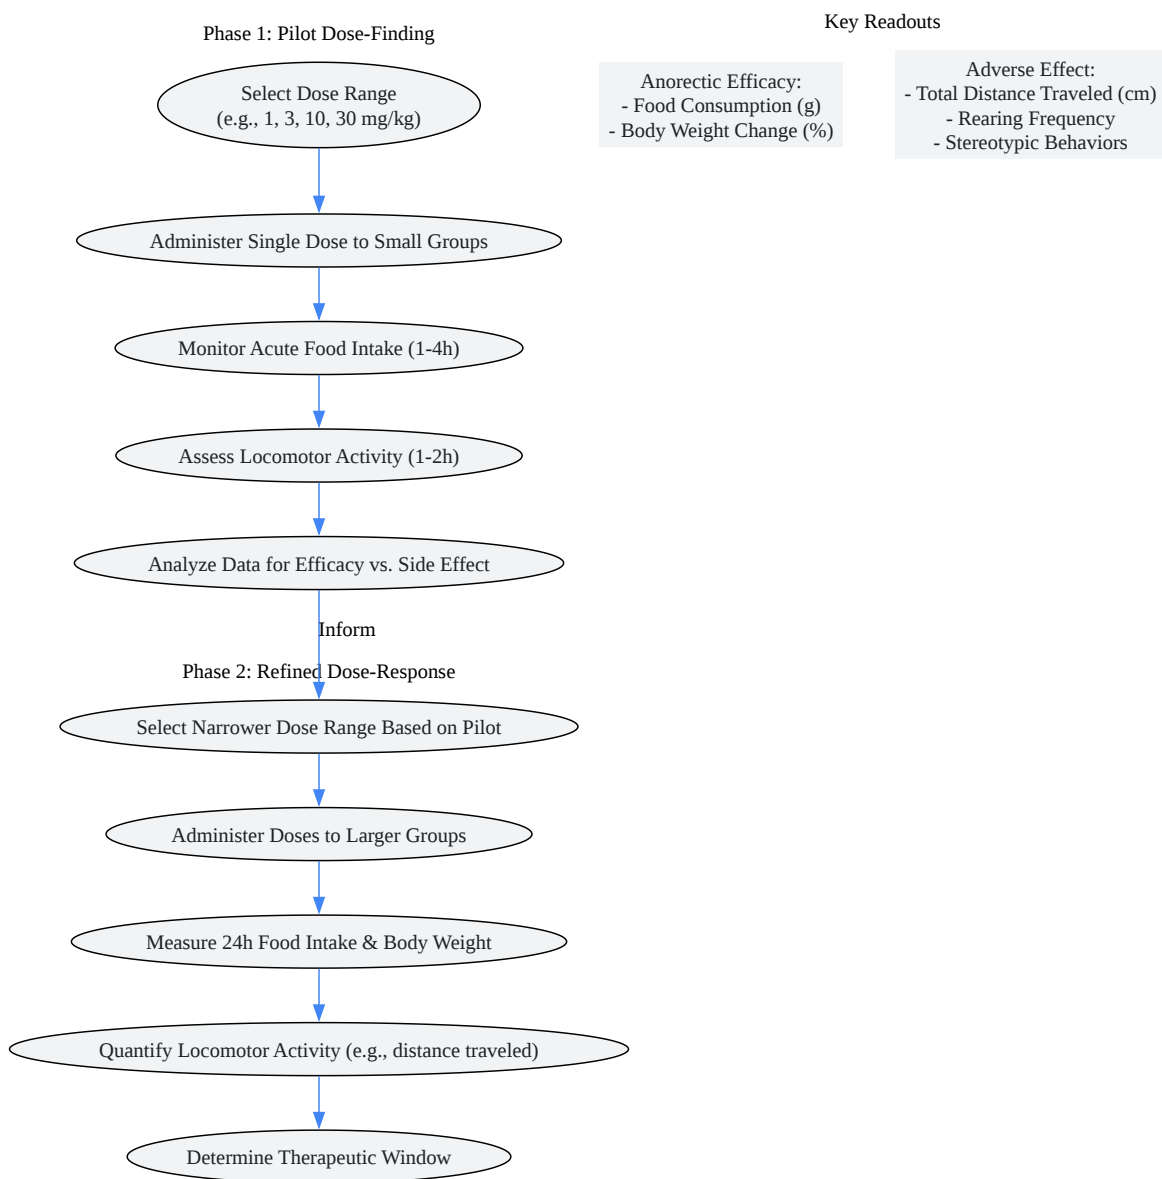 Phase 1: Pilot Dose-Finding
Select Dose Range
(e.g., 1, 3, 10, 30 mg/kg)
Administer Single Dose to Small Groups
Monitor Acute Food Intake (1-4h)
Assess Locomotor Activity (1-2h)
Analyze Data for Efficacy vs. Side Effect
Inform
Phase 2: Refined Dose-Response
Select Narrower Dose Range Based on Pilot
Administer Doses to Larger Groups
Measure 24h Food Intake & Body Weight
Quantify Locomotor Activity (e.g., distance traveled)
Determine Therapeutic Window
Key Readouts
Anorectic Efficacy:
- Food Consumption (g)
- Body Weight Change (%)
Adverse Effect:
- Total Distance Traveled (cm)
- Rearing Frequency
- Stereotypic Behaviors